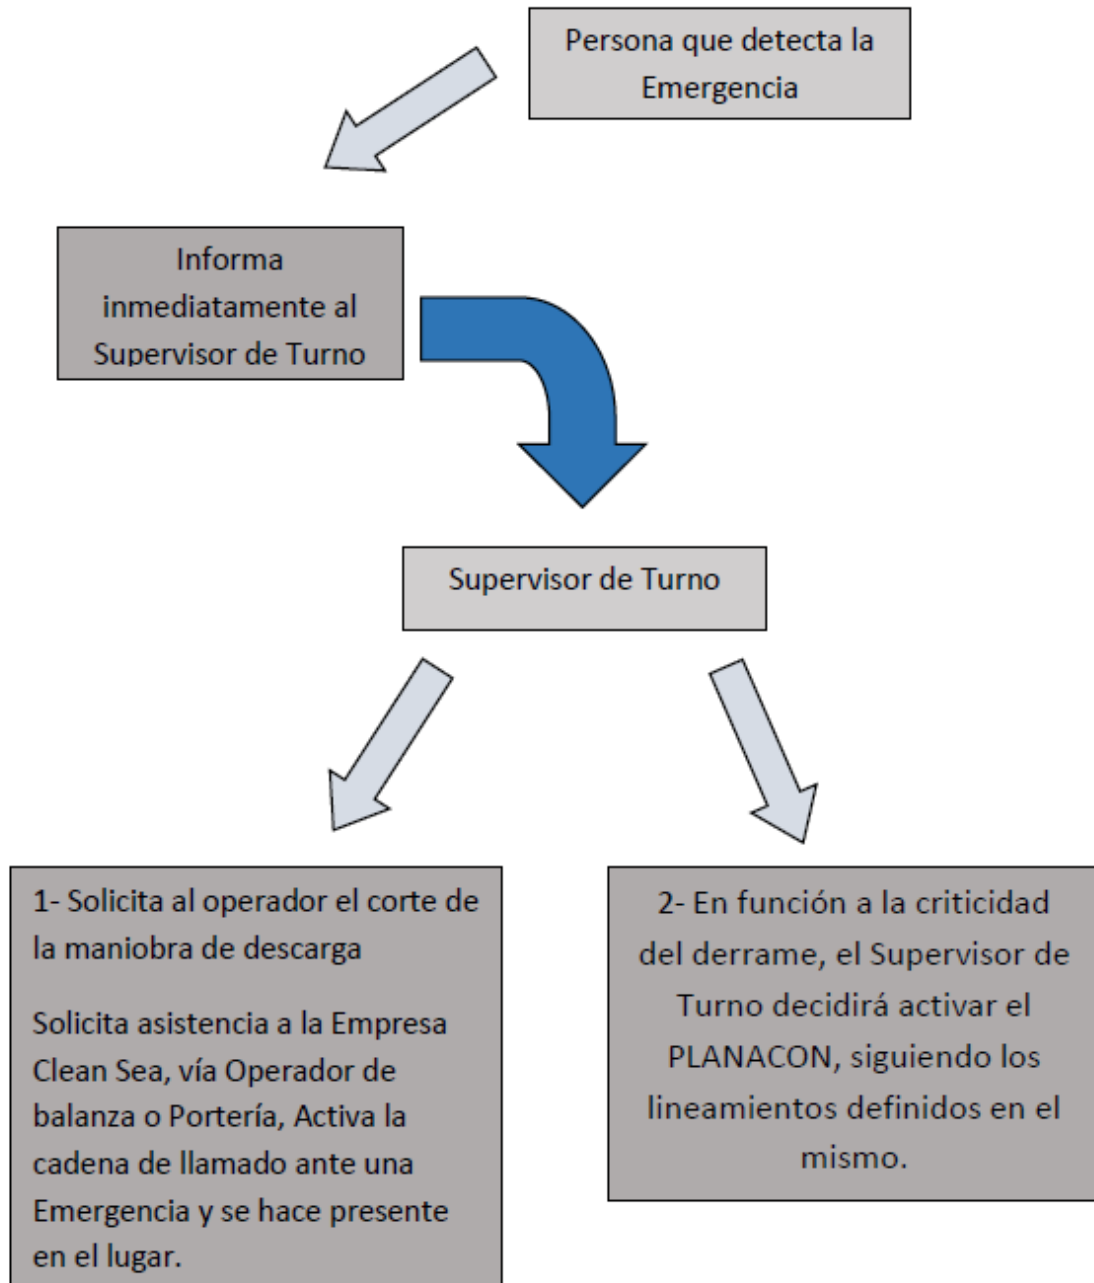 Persona que detecta la
Emergencia
Informa
inmediatamente al
Supervisor de Turno
Supervisor de Turno
1- Solicita al operador el corte de
la maniobra de descarga
Solicita asistencia a la Empresa
Clean Sea, vía Operador de
balanza o Portería, Activa la
cadena de llamado ante una
Emergencia y se hace presente
en el lugar.
2- En función a la criticidad
del derrame, el Supervisor de
Turno decidirá activar el
PLANACON, siguiendo los
lineamientos definidos en el
mismo.